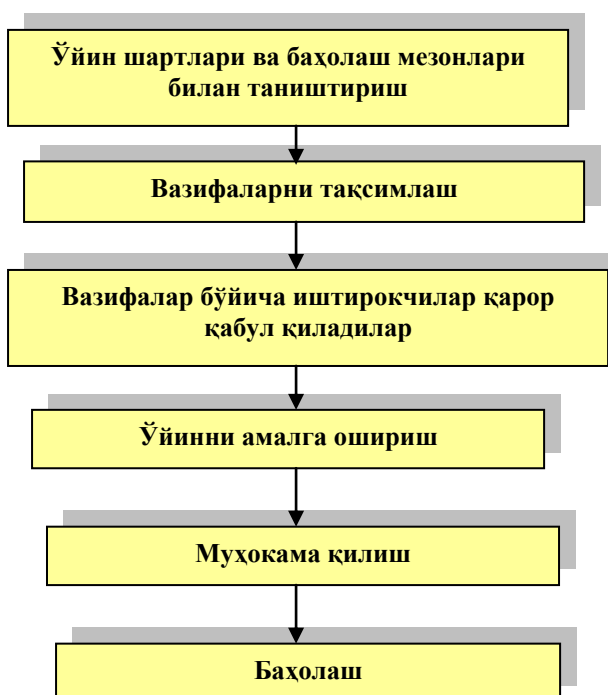 Ўйин шартлари ва баҳолаш мезонлари
билан таништириш
Вазифаларни тақсимлаш
Вазифалар бўйича иштирокчилар қарор
қабул қиладилар
Ўйинни амалга ошириш
Муҳокама қилиш
Баҳолаш